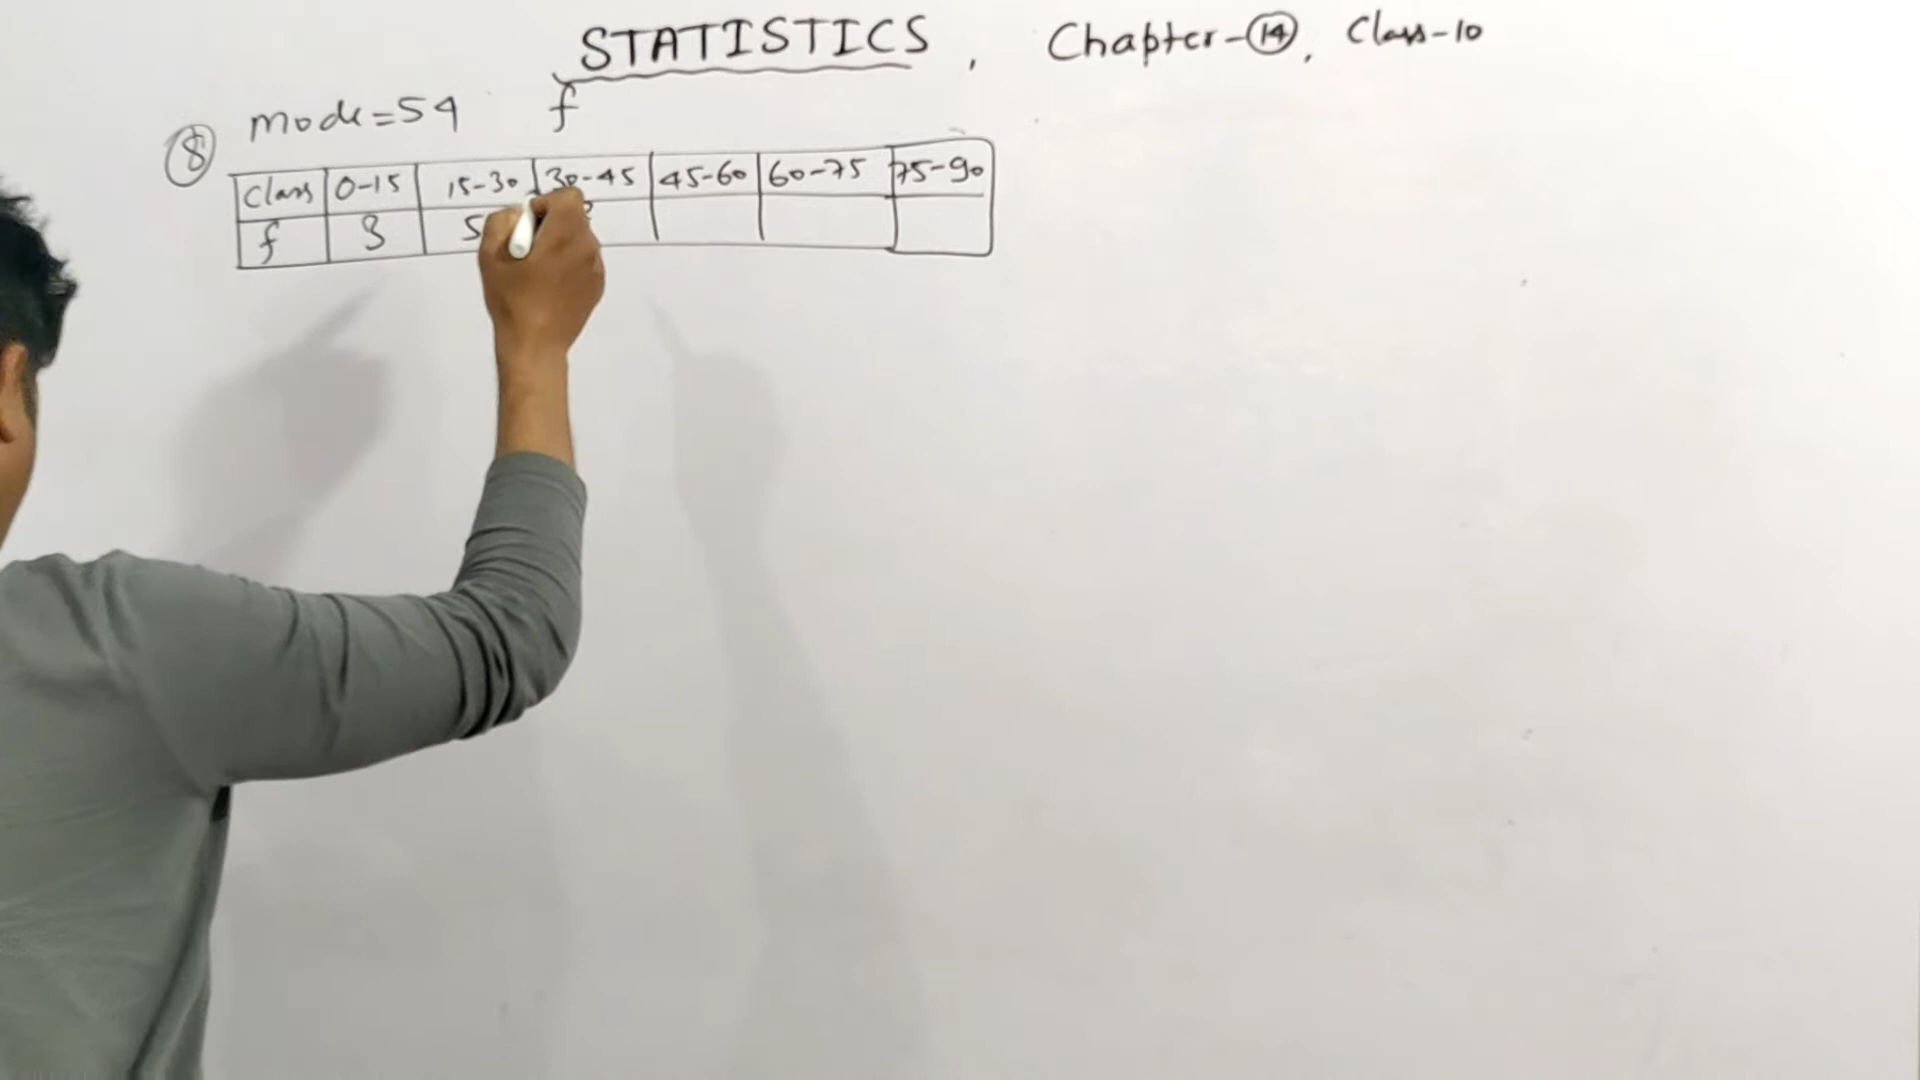 STATISTICS, Chapter-14, Class-10
mode=54 f
8
Class 0-15 15-30 30-45 45-60 60-75 75-90
f 3 5